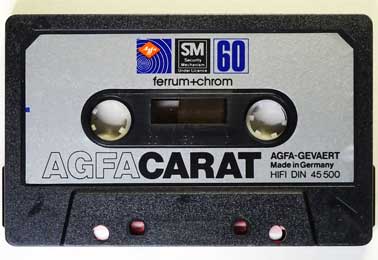 Agfa
SM
Security
Mechanism
Under Licence
60
ferrum+chrom
AGFACARAT
AGFA-GEVAERT
Made in Germany
HIFI DIN 45 500